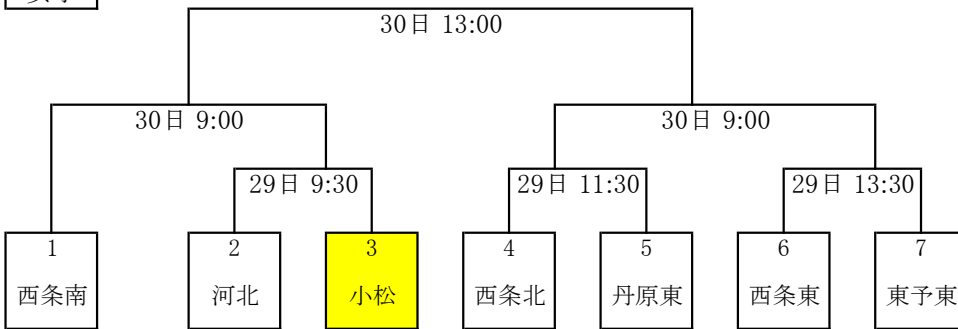 30日 13:00
30日 9:00
30日 9:00
29日 9:30
29日 11:30
29日 13:30
1
2
3
4
5
6
7
西条南
河北
小松
西条北
丹原東
西条東
東予東